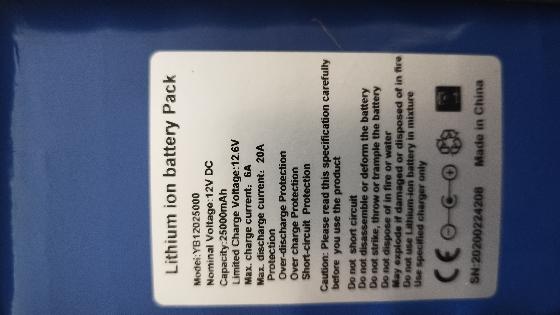 Lithium ion battery Pack
Model:YB12025000
Nominal Voltage:12V DC
Capacity:25000mAh
Limited Charge Voltage:12.6V
Max. charge current: 6A
Max. discharge current: 20A
Protection
Over-discharge Protection
Over charge Protection
Short-circuit Protection
Caution: Please read this specification carefully
before you use the product
Do not short circuit
Do not disassemble or deform the battery
Do not strike, throw or trample the battery
Do not dispose of in fire or water
May explode if damaged or disposed of in fire
Do not use Lithium-ion battery in mixture
Use specified charger only
CE
SN:20200224208 Made in China